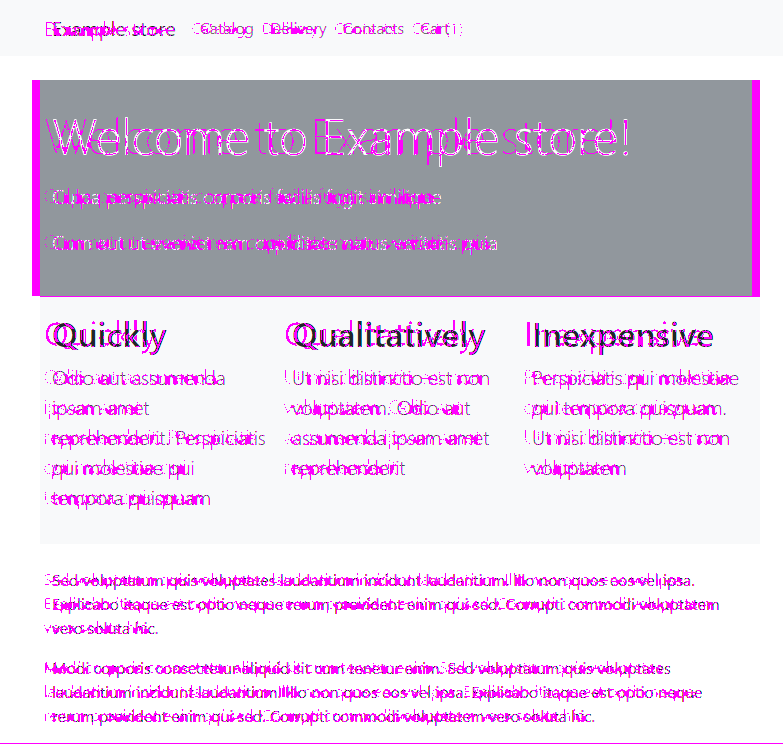 Example store Catalog Delivery Contacts Cart(1)
Welcome to Example store!
Culpa perspiciatis corporis facilis fugit similique
Cum aut ut eveniet rem cupiditate natus veritatis quia
Quickly
Odio aut assumenda
ipsam amet
reprehenderit. Perspiciatis
qui molestiae qui
tempora quisquam
Qualitatively
Ut nisi distinctio est non
voluptatem. Odio aut
assumenda ipsam amet
reprehenderit
Inexpensive
Perspiciatis qui molestiae
qui tempora quisquam.
Ut nisi distinctio est non
voluptatem
Sed voluptatum quis voluptates laudantium incidunt laudantium. Illo non quos eos vel ipsa.
Explicabo itaque est optio neque rerum provident enim qui sed. Corrupti commodi voluptatem
vero soluta hic.
Modi corporis consectetur aliquid sit cum tenetur enim. Sed voluptatum quis voluptates
laudantium incidunt laudantium. Illo non quos eos vel ipsa. Explicabo itaque est optio neque
rerum provident enim qui sed. Corrupti commodi voluptatem vero soluta hic.